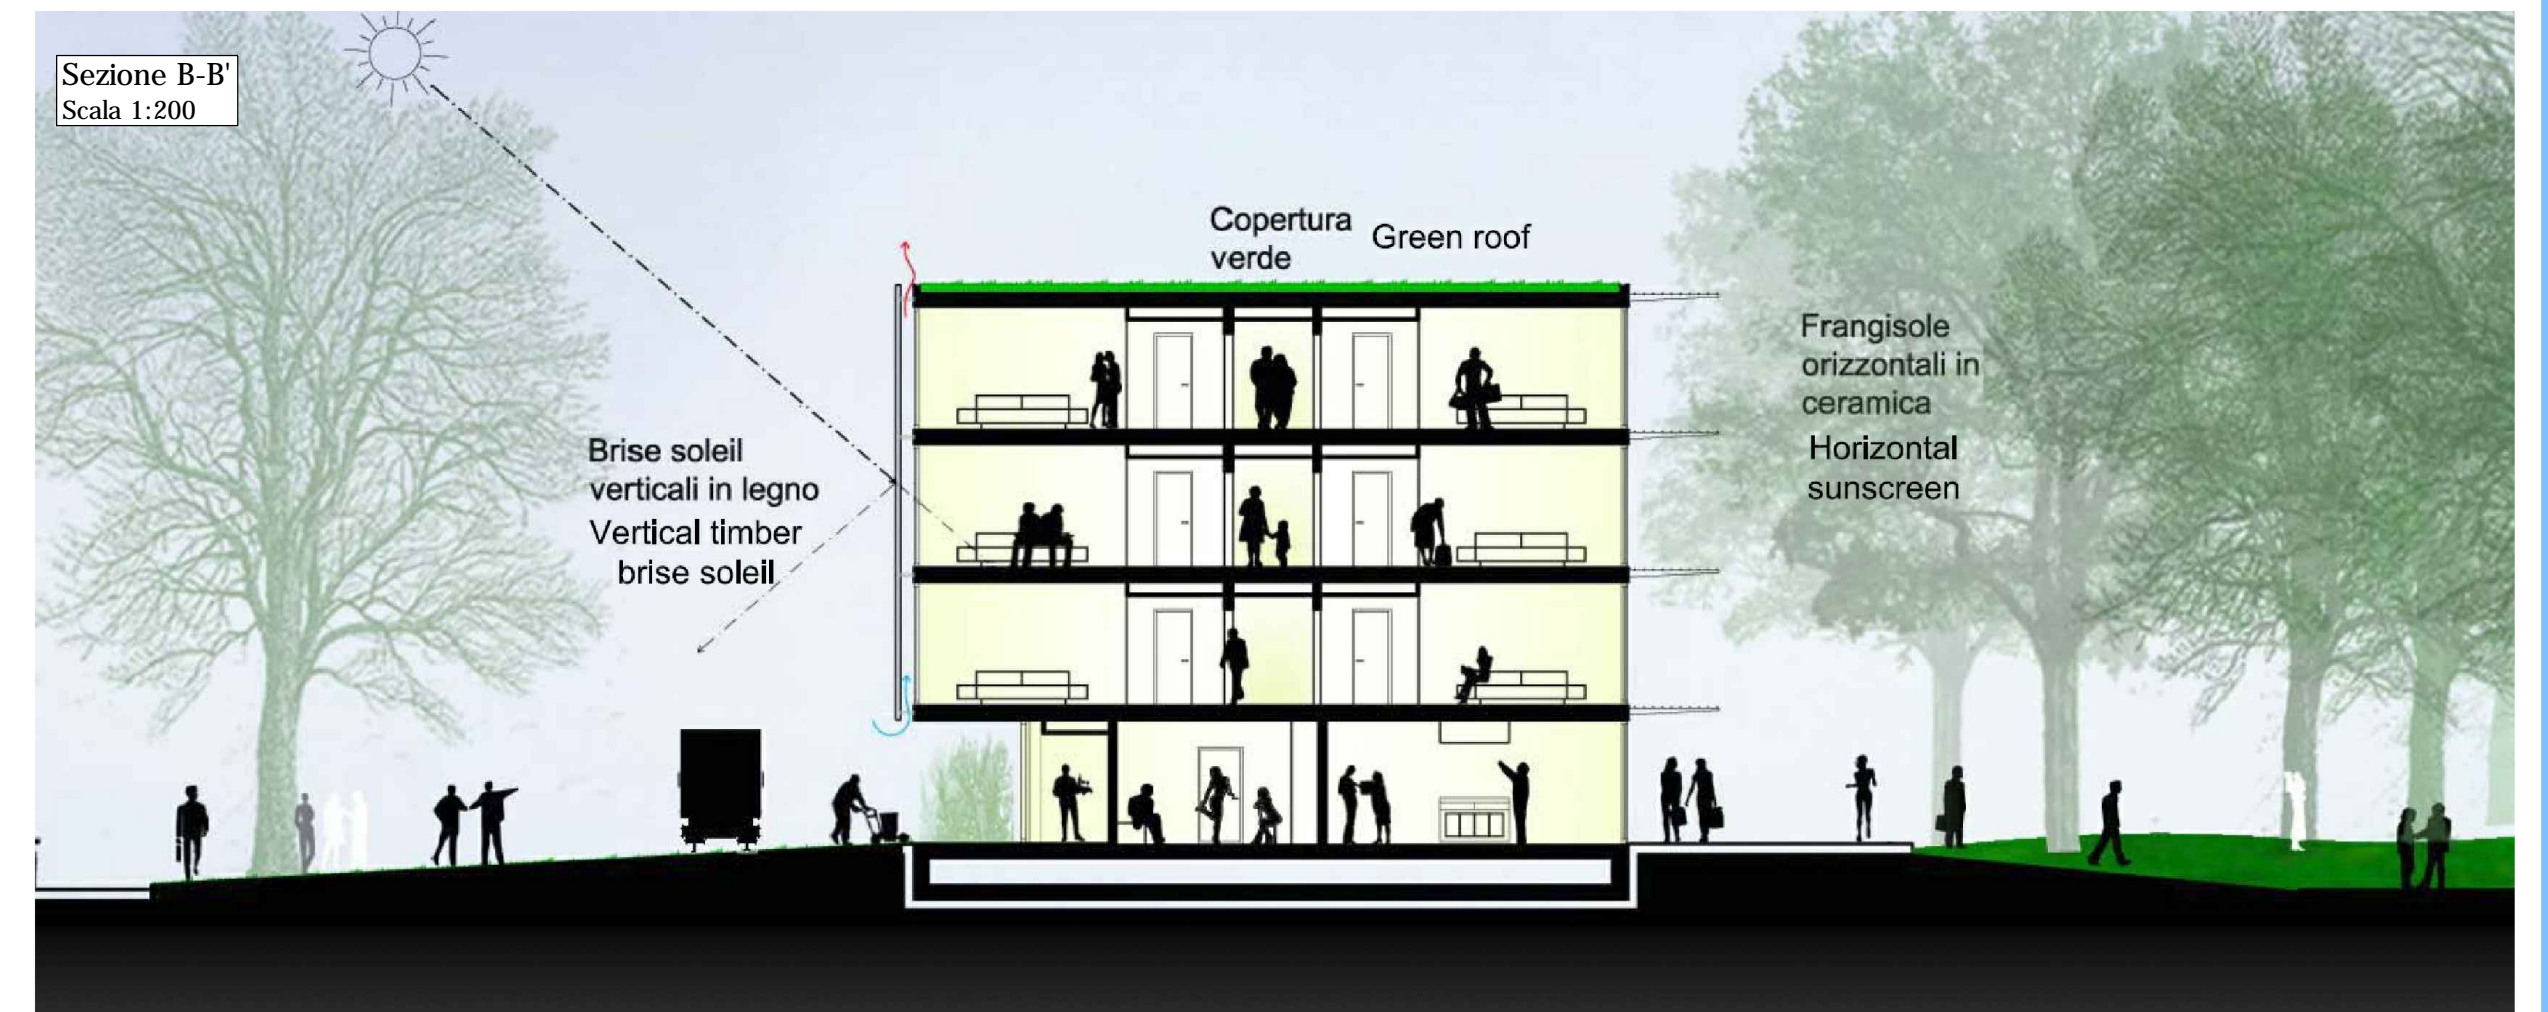 Sezione B-B'
Scala 1:200
Copertura
verde
Green roof
Brise soleil
verticali in legno
Vertical timber
brise soleil
Frangisole
orizzontali in
ceramica
Horizontal
sunscreen